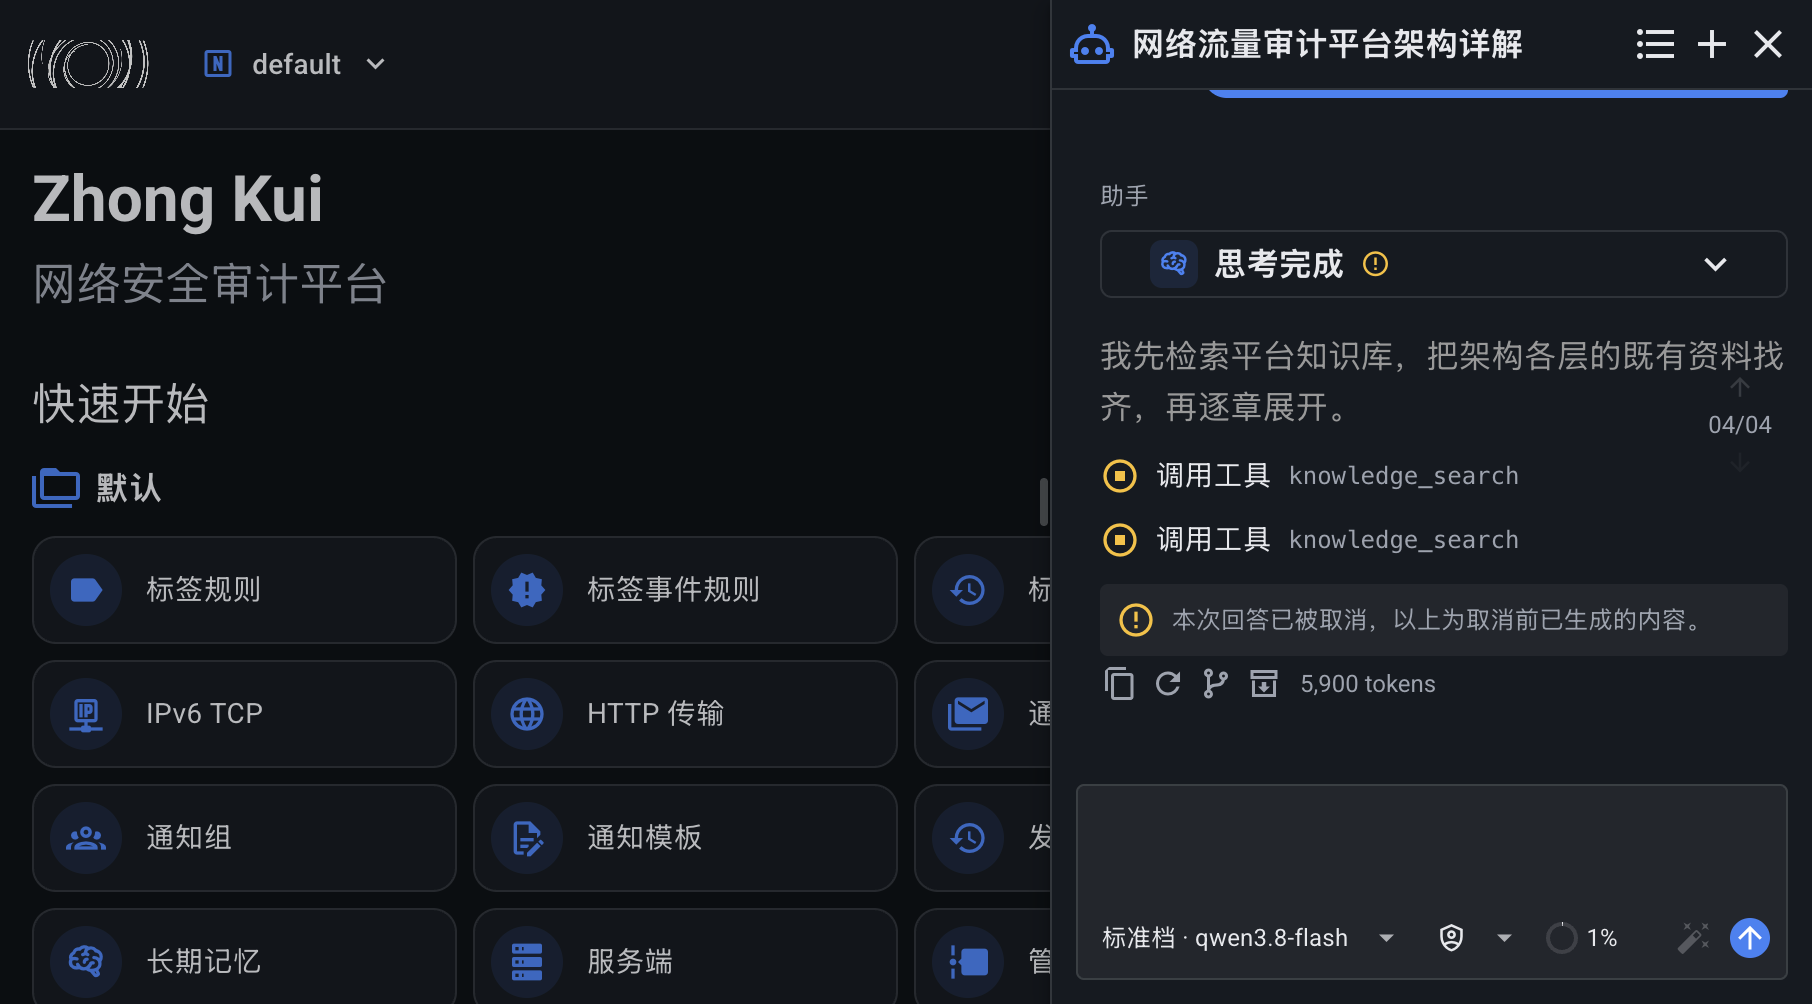 N default
Zhong Kui
网络安全审计平台
快速开始
默认
标签规则
标签事件规则
标
IPv6 TCP
HTTP 传输
通
通知组
通知模板
发
长期记忆
服务端
管
网络流量审计平台架构详解
助手
思考完成
我先检索平台知识库，把架构各层的既有资料找
齐，再逐章展开。
04/04
调用工具 knowledge_search
调用工具 knowledge_search
本次回答已被取消，以上为取消前已生成的内容。
5,900 tokens
标准档 · qwen3.8-flash
1%